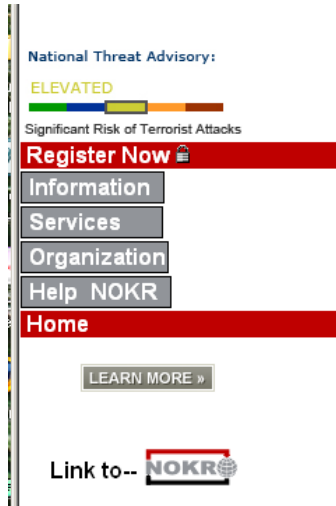 National Threat Advisory:
ELEVATED
Significant Risk of Terrorist Attacks
Register Now
Information
Services
Organization
Help NOKR
Home
LEARN MORE »
Link to-- NOKR